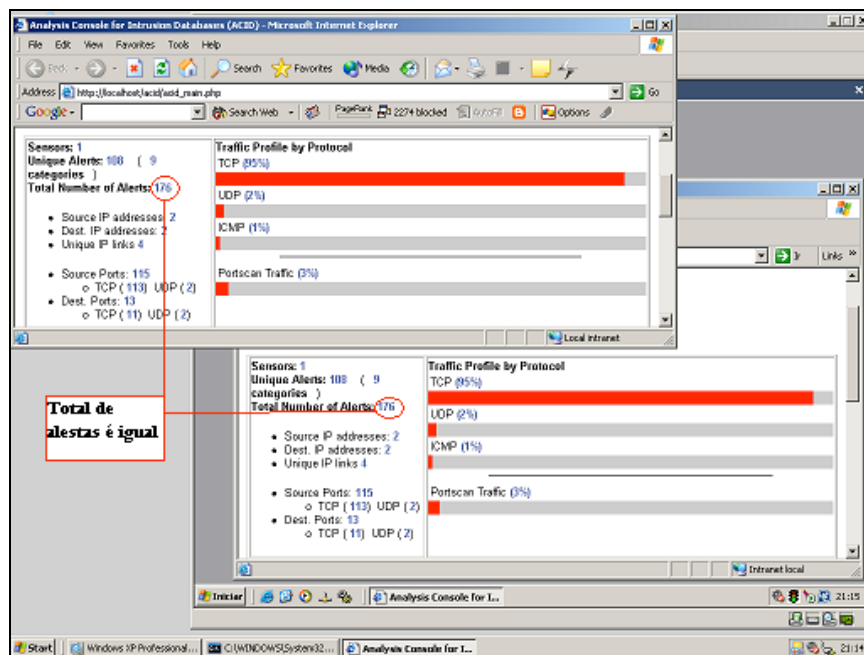 Analysis Console for Intrusion Databases (ACID) - Microsoft Internet Explorer
File Edit View Favorites Tools Help
Back Search Favorites Media
Address http://localhost/acid/acid_main.php Go
Google - Search Web PageRank 2274 blocked AutoFill Options
Sensors: 1
Unique Alerts: 108 ( 9
categories )
Total Number of Alerts: 176
Source IP addresses: 2
Dest. IP addresses: 2
Unique IP links 4
Source Ports: 115
TCP ( 113) UDP ( 2)
Dest. Ports: 13
TCP ( 11) UDP ( 2)
Traffic Profile by Protocol
TCP (95%)
UDP (2%)
ICMP (1%)
Portscan Traffic (3%)
Local intranet
Ir Links »
Total de
alestas é igual
Sensors: 1
Unique Alerts: 108 ( 9
categories )
Total Number of Alerts: 176
Source IP addresses: 2
Dest. IP addresses: 2
Unique IP links 4
Source Ports: 115
TCP ( 113) UDP ( 2)
Dest. Ports: 13
TCP ( 11) UDP ( 2)
Traffic Profile by Protocol
TCP (95%)
UDP (2%)
ICMP (1%)
Portscan Traffic (3%)
Intranet local
Iniciar Analysis Console for I... 21:15
Start Windows XP Professional... C:\WINDOWS\System32... Analysis Console for I... 21:14